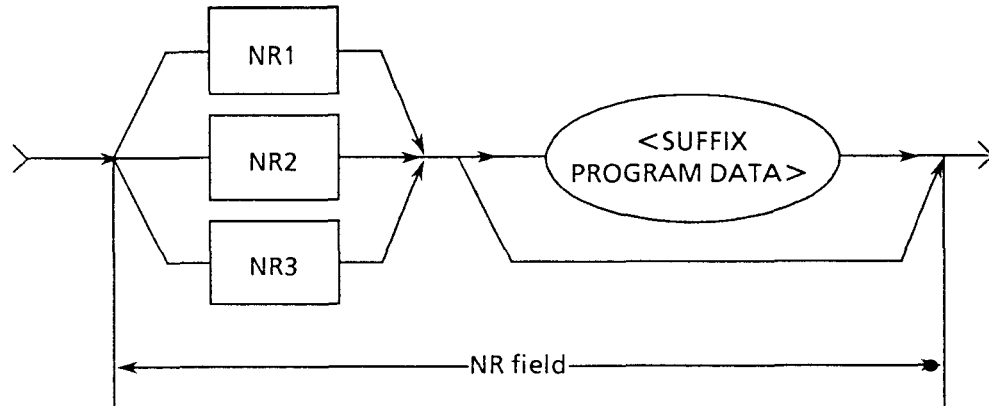 NR1
NR2
NR3
<SUFFIX
PROGRAM DATA>
NR field